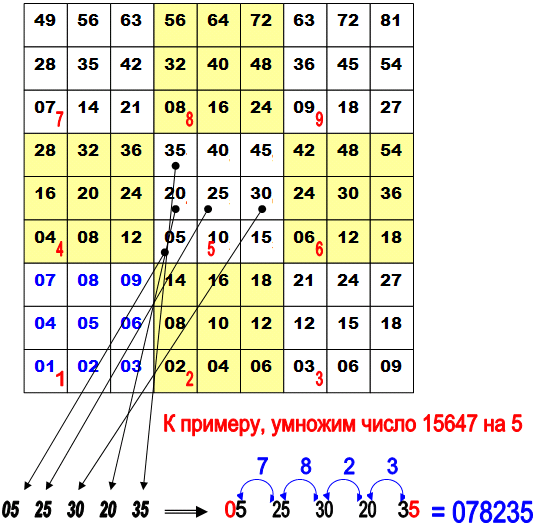 49 56 63 56 64 72 63 72 81
28 35 42 32 40 48 36 45 54
07 14 21 08 16 24 09 18 27
7 8 9
28 32 36 35 40 45 42 48 54
16 20 24 20 25 30 24 30 36
04 08 12 05 10 15 06 12 18
4 5 6
07 08 09 14 16 18 21 24 27
04 05 06 08 10 12 12 15 18
01 02 03 02 04 06 03 06 09
1 2 3
К примеру, умножим число 15647 на 5
7 8 2 3
05 25 30 20 35 05 25 30 20 35 = 078235